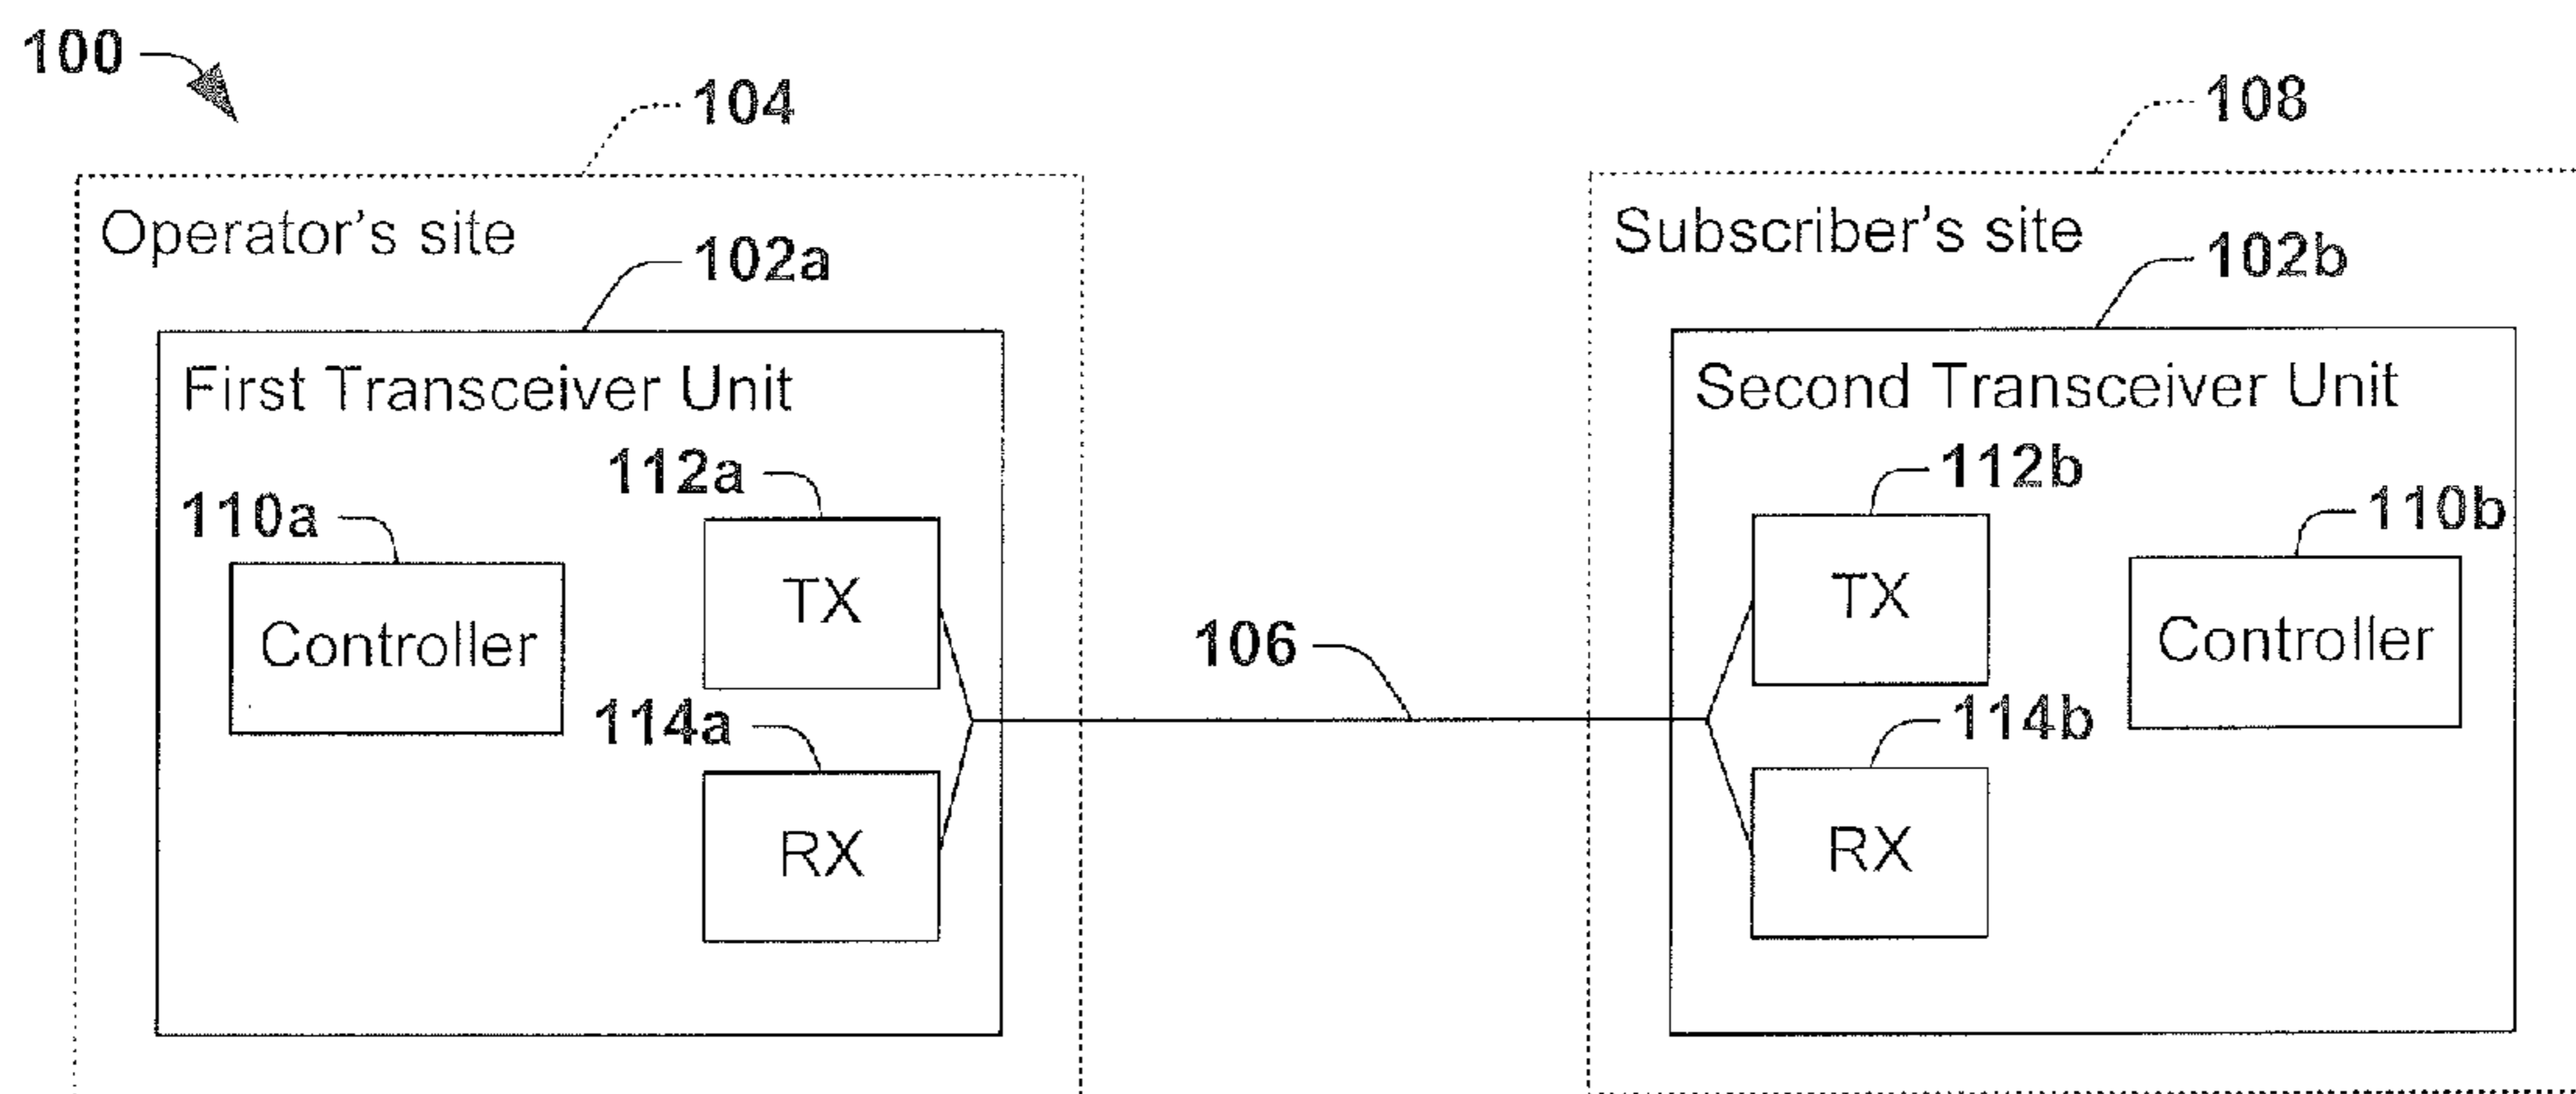 100
104
108
Operator's site
102a
Subscriber's site
102b
First Transceiver Unit
112a
110a
TX
Controller
114a
RX
106
Second Transceiver Unit
112b
110b
TX
Controller
114b
RX